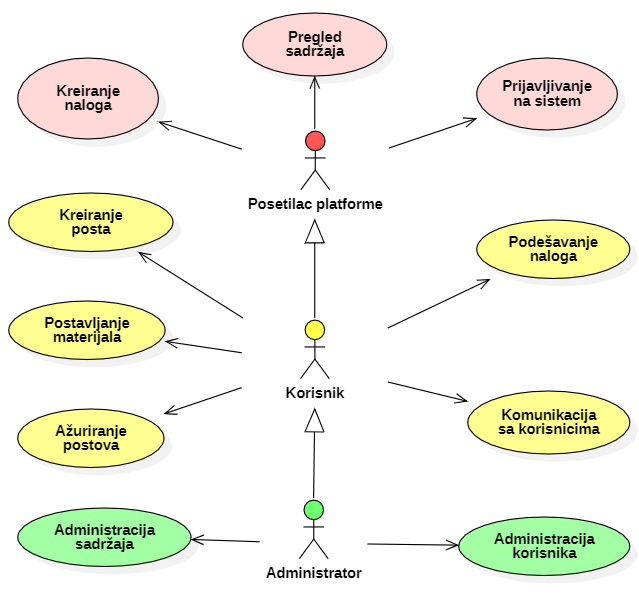 Pregled
sadržaja
Kreiranje
naloga
Prijavljivanje
na sistem
Posetilac platforme
Kreiranje
posta
Podešavanje
naloga
Postavljanje
materijala
Korisnik
Ažuriranje
postova
Komunikacija
sa korisnicima
Administracija
sadržaja
Administracija
korisnika
Administrator